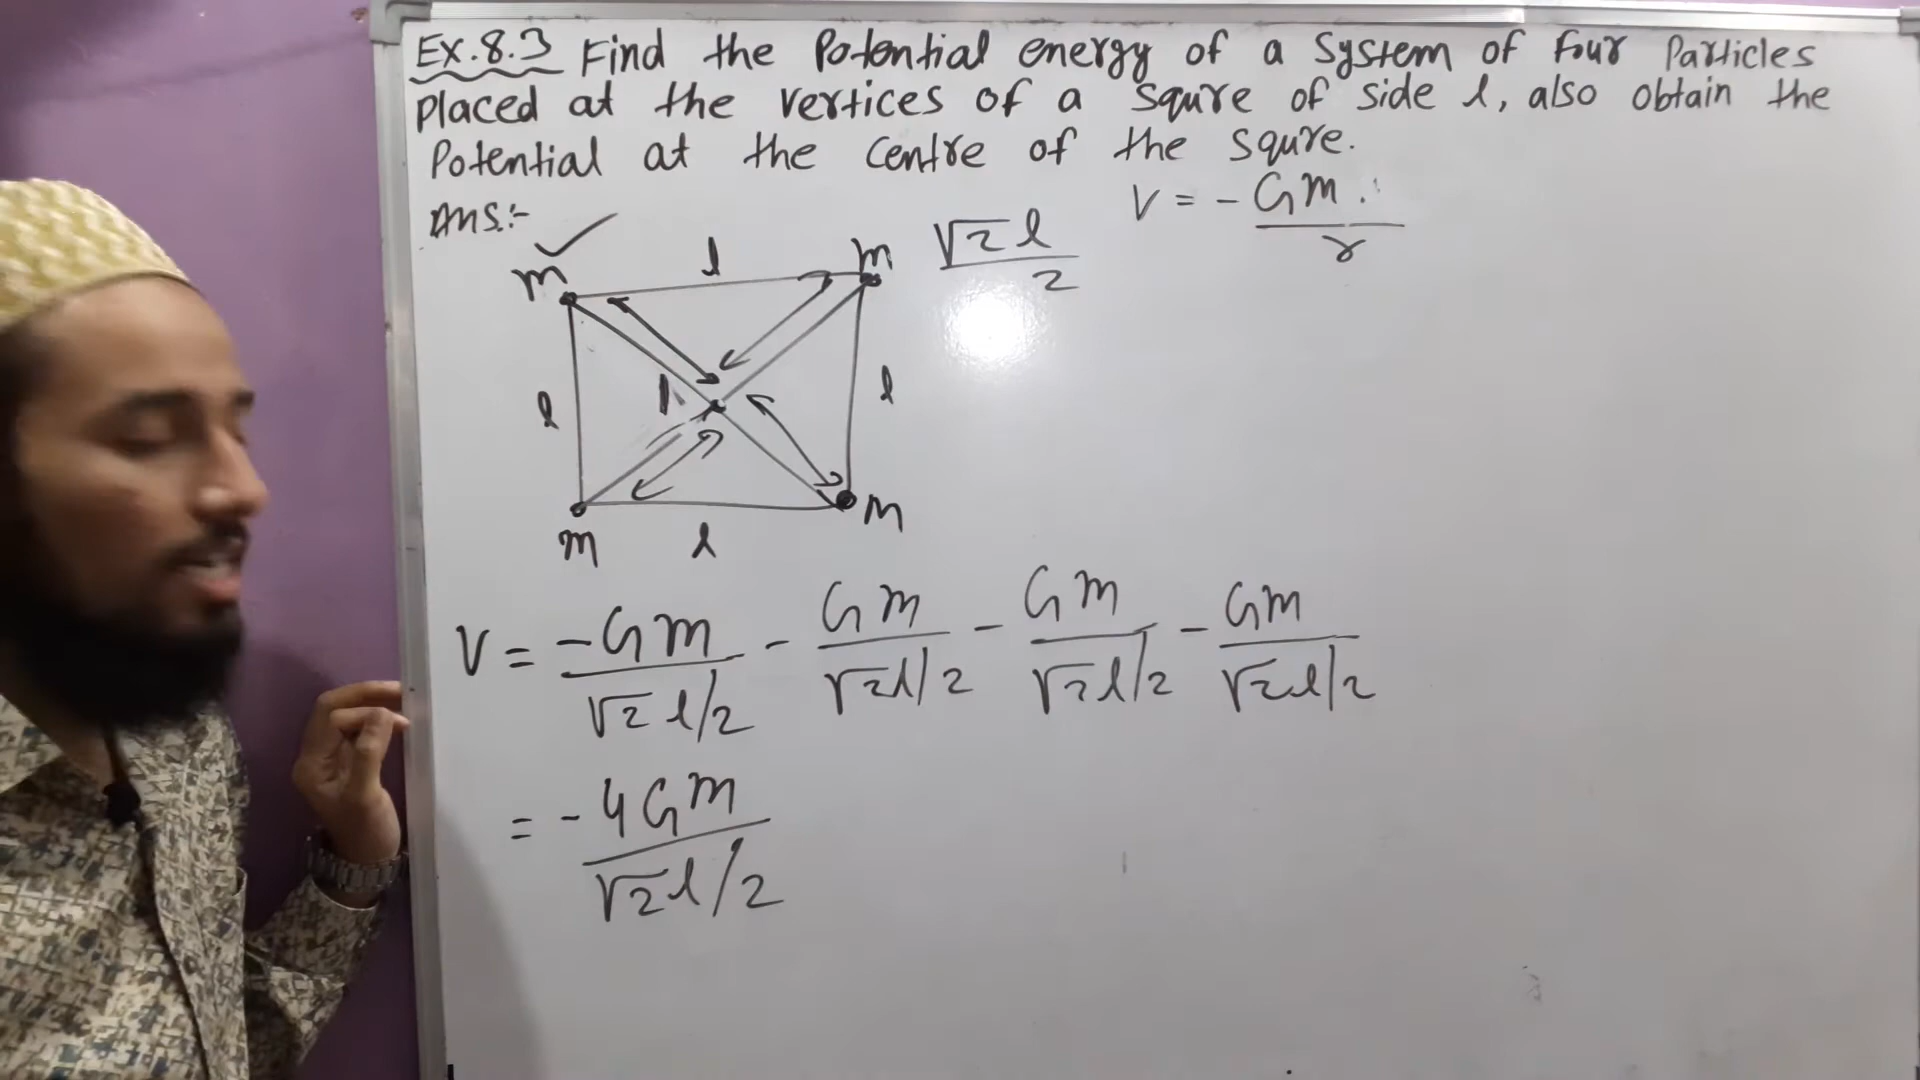 Ex.8.3 Find the Potential energy of a System of Four Particles
Placed at the vertices of a squre of side l, also obtain the
Potential at the centre of the squre.
Ans:-
V = - Gm / r
√2 l / 2
m l m
l l
m l m
V = -Gm / √2 l/2 - Gm / √2 l/2 - Gm / √2 l/2 - Gm / √2 l/2
= - 4Gm / √2 l/2